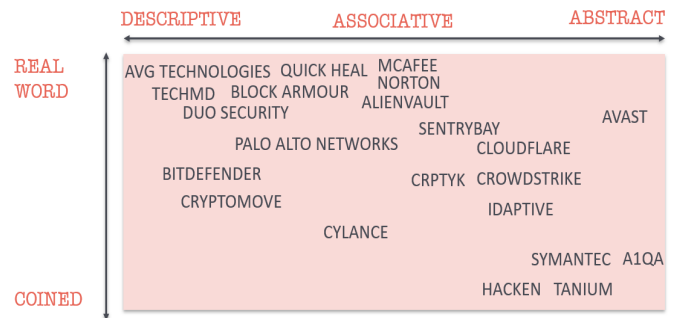 DESCRIPTIVE ASSOCIATIVE ABSTRACT
REAL
WORD
AVG TECHNOLOGIES QUICK HEAL MCAFEE
NORTON
TECHMD BLOCK ARMOUR
ALIENVAULT
DUO SECURITY
AVAST
SENTRYBAY
PALO ALTO NETWORKS
CLOUDFLARE
BITDEFENDER
CRPTYK CROWDSTRIKE
CRYPTOMOVE
IDAPTIVE
CYLANCE
SYMANTEC A1QA
HACKEN TANIUM
COINED